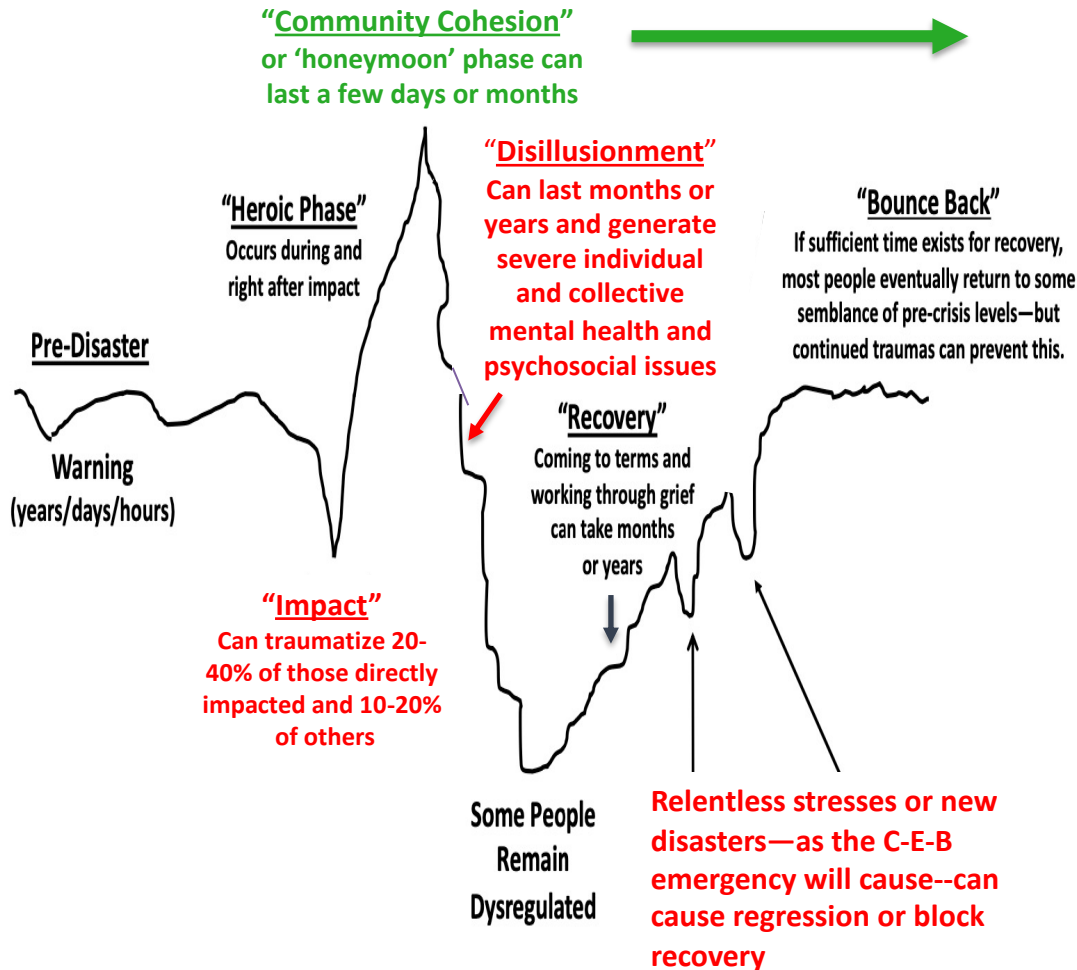 “Community Cohesion”
or ‘honeymoon’ phase can
last a few days or months
“Heroic Phase”
Occurs during and
right after impact
“Disillusionment”
Can last months or
years and generate
severe individual
and collective
mental health and
psychosocial issues
“Bounce Back”
If sufficient time exists for recovery,
most people eventually return to some
semblance of pre-crisis levels—but
continued traumas can prevent this.
Pre-Disaster
Warning
(years/days/hours)
“Recovery”
Coming to terms and
working through grief
can take months
or years
“Impact”
Can traumatize 20-
40% of those directly
impacted and 10-20%
of others
Some People
Remain
Dysregulated
Relentless stresses or new
disasters—as the C-E-B
emergency will cause--can
cause regression or block
recovery